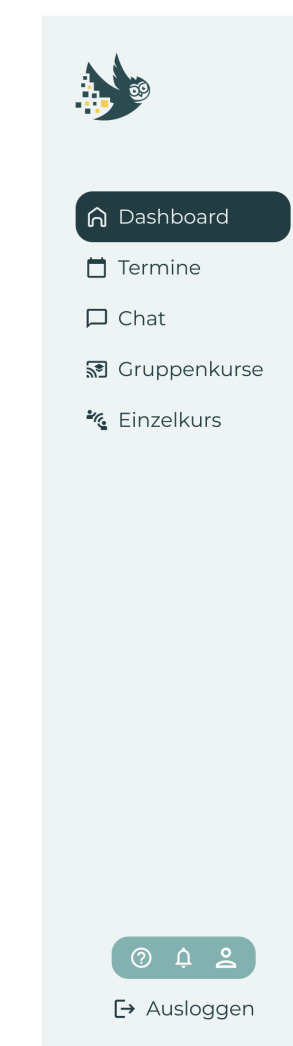 Dashboard
Termine
Chat
Gruppenkurse
Einzelkurs
Ausloggen